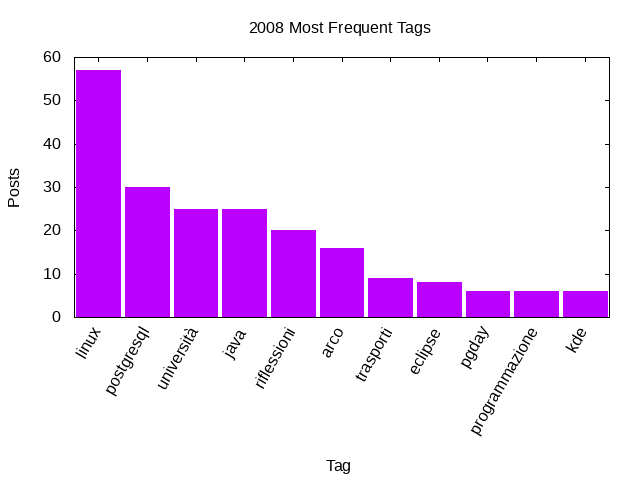 2008 Most Frequent Tags
60
50
40
30
20
10
0
Posts
linux
postgresql
università
java
riflessioni
arco
trasporti
eclipse
pgday
programmazione
kde
Tag